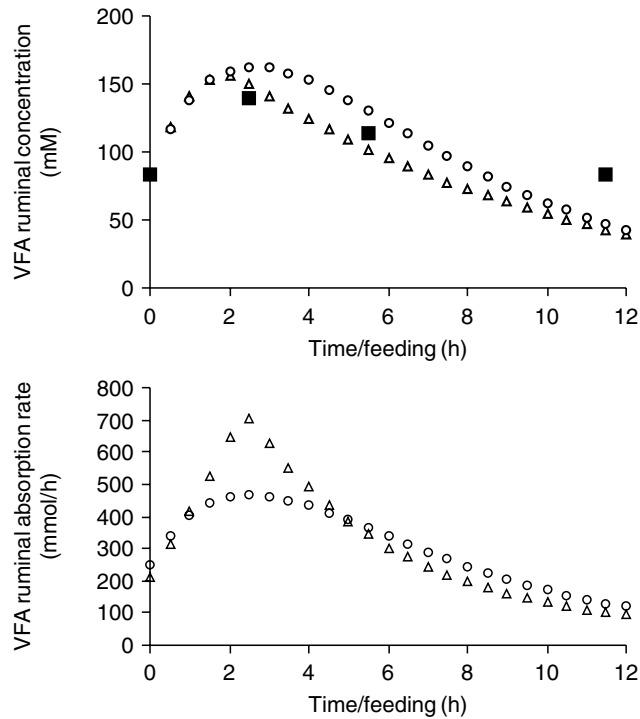 VFA ruminal concentration
(mM)
200
150
100
50
0
0 2 4 6 8 10 12
Time/feeding (h)
VFA ruminal absorption rate
(mmol/h)
800
700
600
500
400
300
200
100
0
0 2 4 6 8 10 12
Time/feeding (h)